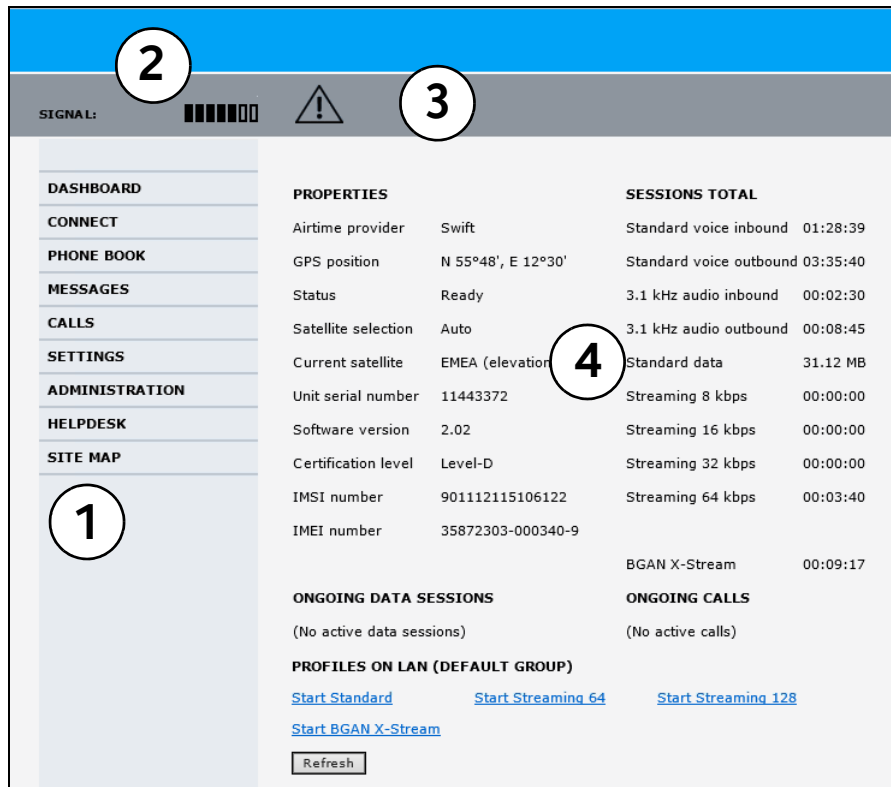 2
3
SIGNAL:
DASHBOARD
CONNECT
PHONE BOOK
MESSAGES
CALLS
SETTINGS
ADMINISTRATION
HELPDESK
SITE MAP
1
PROPERTIES
Airtime provider Swift
GPS position N 55°48', E 12°30'
Status Ready
Satellite selection Auto
Current satellite EMEA (elevation
Unit serial number 11443372
Software version 2.02
Certification level Level-D
IMSI number 901112115106122
IMEI number 35872303-000340-9
4
SESSIONS TOTAL
Standard voice inbound 01:28:39
Standard voice outbound 03:35:40
3.1 kHz audio inbound 00:02:30
3.1 kHz audio outbound 00:08:45
Standard data 31.12 MB
Streaming 8 kbps 00:00:00
Streaming 16 kbps 00:00:00
Streaming 32 kbps 00:00:00
Streaming 64 kbps 00:03:40
BGAN X-Stream 00:09:17
ONGOING DATA SESSIONS
(No active data sessions)
ONGOING CALLS
(No active calls)
PROFILES ON LAN (DEFAULT GROUP)
Start Standard Start Streaming 64 Start Streaming 128
Start BGAN X-Stream
Refresh